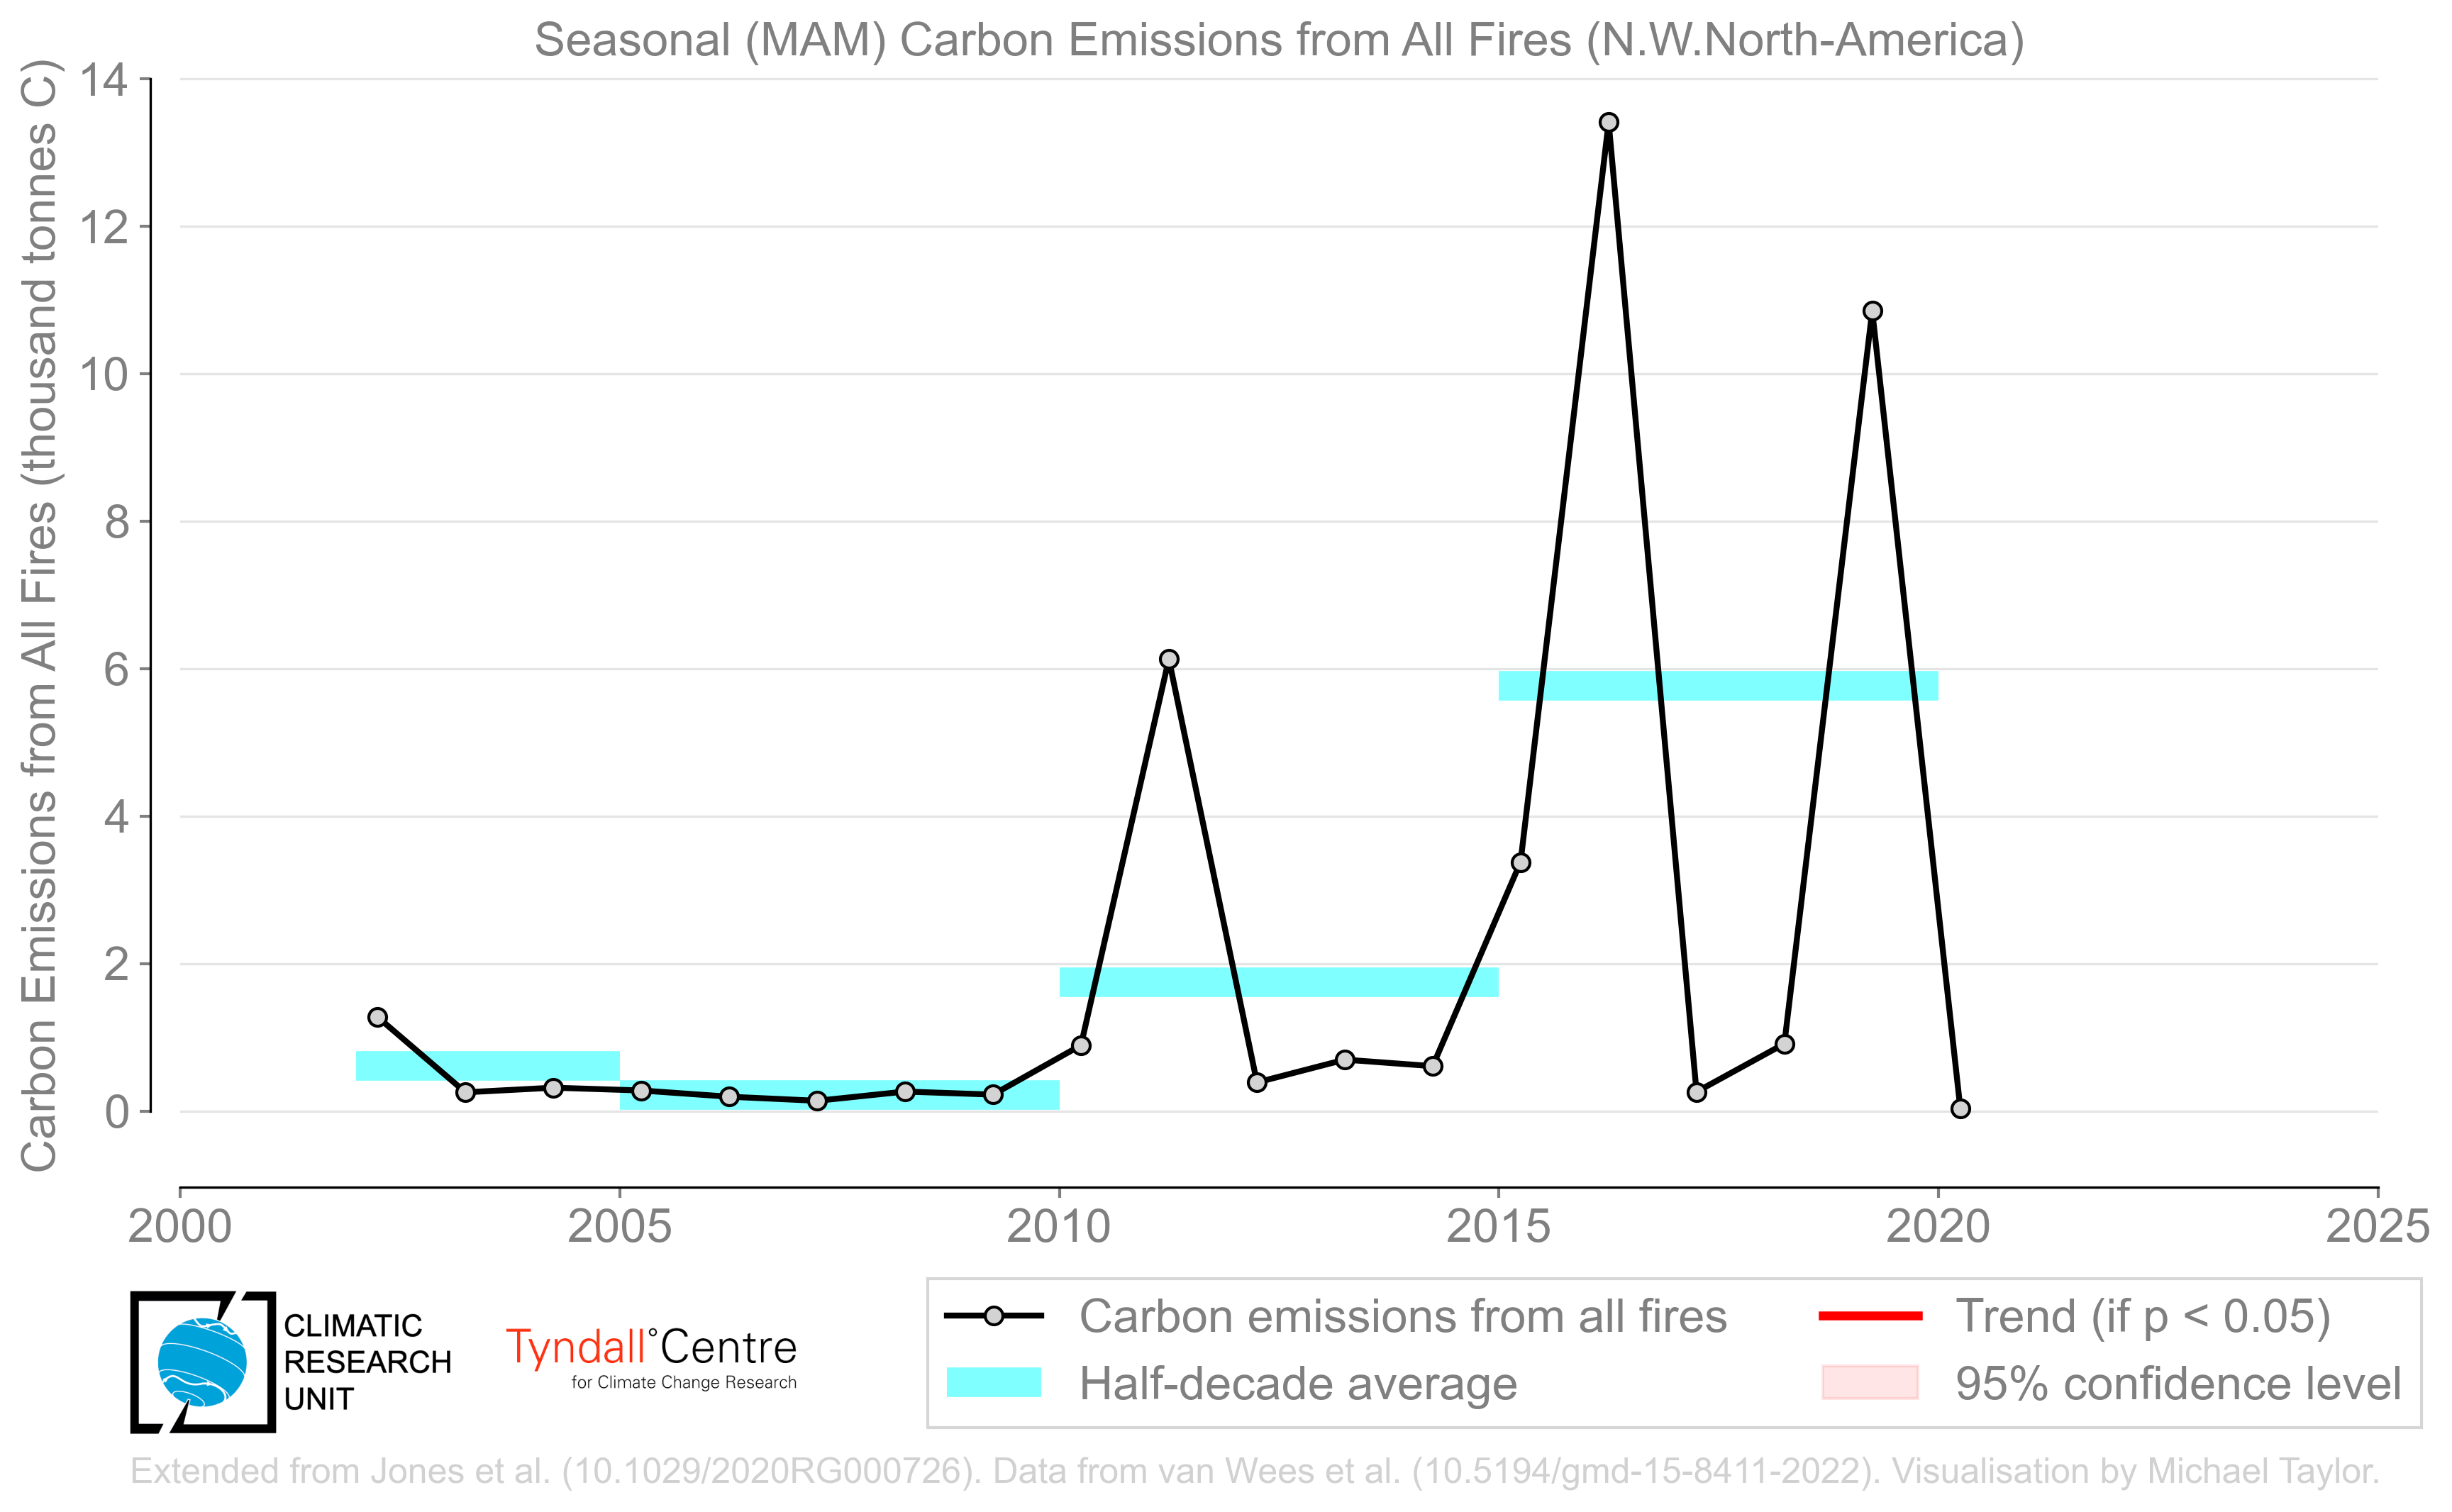 Seasonal (MAM) Carbon Emissions from All Fires (N.W.North-America)
Carbon Emissions from All Fires (thousand tonnes C)
14
12
10
8
6
4
2
0
2000 2005 2010 2015 2020 2025
Carbon emissions from all fires
Half-decade average
Trend (if p < 0.05)
95% confidence level
CLIMATIC
RESEARCH
UNIT
Tyndall°Centre
for Climate Change Research
Extended from Jones et al. (10.1029/2020RG000726). Data from van Wees et al. (10.5194/gmd-15-8411-2022). Visualisation by Michael Taylor.